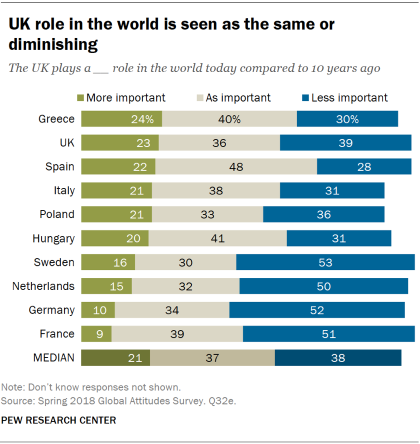 UK role in the world is seen as the same or
diminishing
The UK plays a __ role in the world today compared to 10 years ago
More important As important Less important
Greece 24% 40% 30%
UK 23 36 39
Spain 22 48 28
Italy 21 38 31
Poland 21 33 36
Hungary 20 41 31
Sweden 16 30 53
Netherlands 15 32 50
Germany 10 34 52
France 9 39 51
MEDIAN 21 37 38
Note: Don't know responses not shown.
Source: Spring 2018 Global Attitudes Survey. Q32e.
PEW RESEARCH CENTER